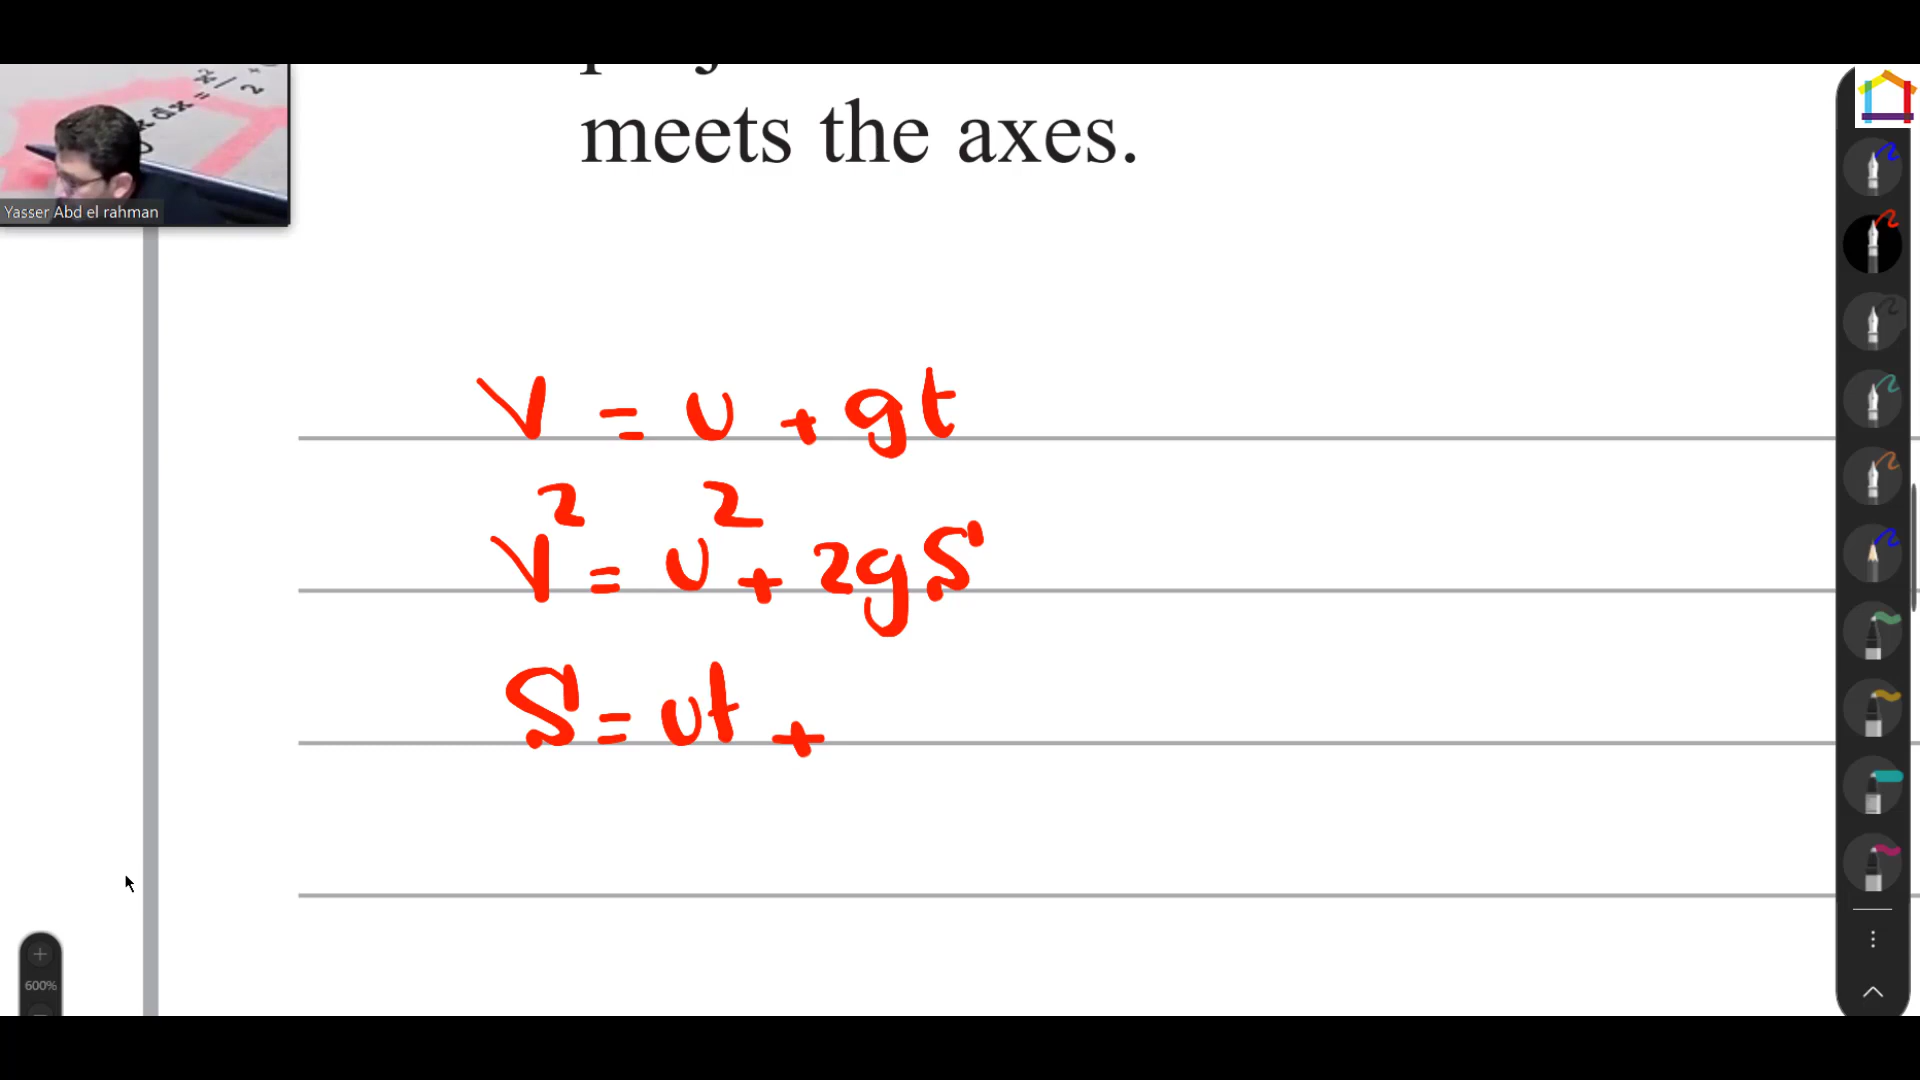 meets the axes.
Yasser Abd el rahman
V = u + gt
V² = u² + 2gS
S = ut +
600%